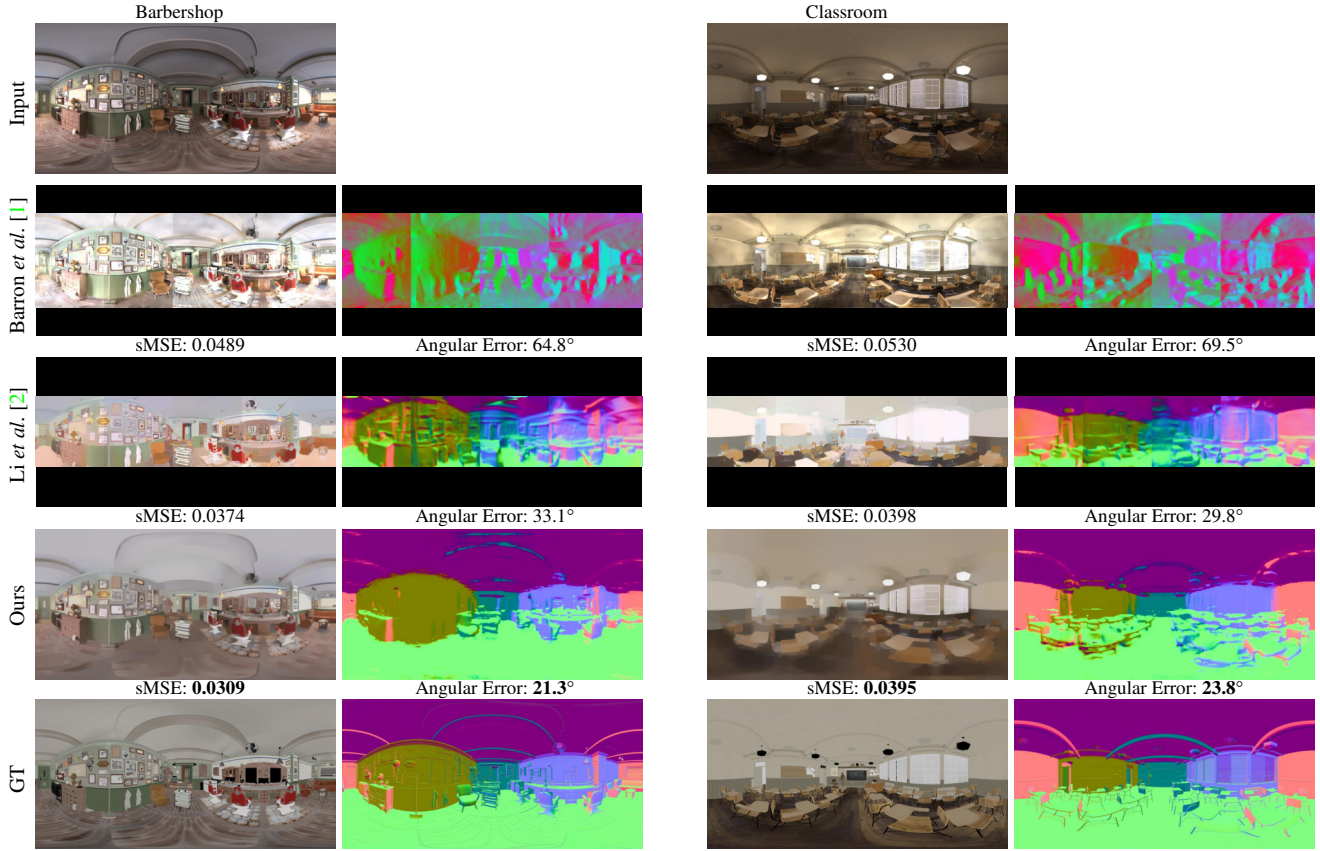 Barbershop Classroom
Input
Barron et al. [1]
sMSE: 0.0489 Angular Error: 64.8° sMSE: 0.0530 Angular Error: 69.5°
Li et al. [2]
sMSE: 0.0374 Angular Error: 33.1° sMSE: 0.0398 Angular Error: 29.8°
Ours
sMSE: 0.0309 Angular Error: 21.3° sMSE: 0.0395 Angular Error: 23.8°
GT